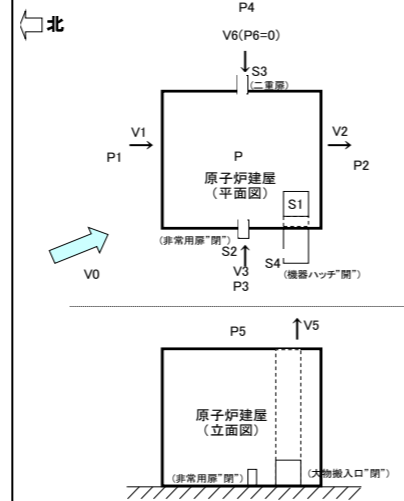 北
P4
V6(P6=0)
S3
(二重扉)
V1
V2
P1
P
P2
原子炉建屋
(平面図)
S1
(非常用扉"閉")
S2
S4
(機器ハッチ"開")
V0
V3
P3
P5
V5
原子炉建屋
(立面図)
(非常用扉"閉")
(大物搬入口"閉")